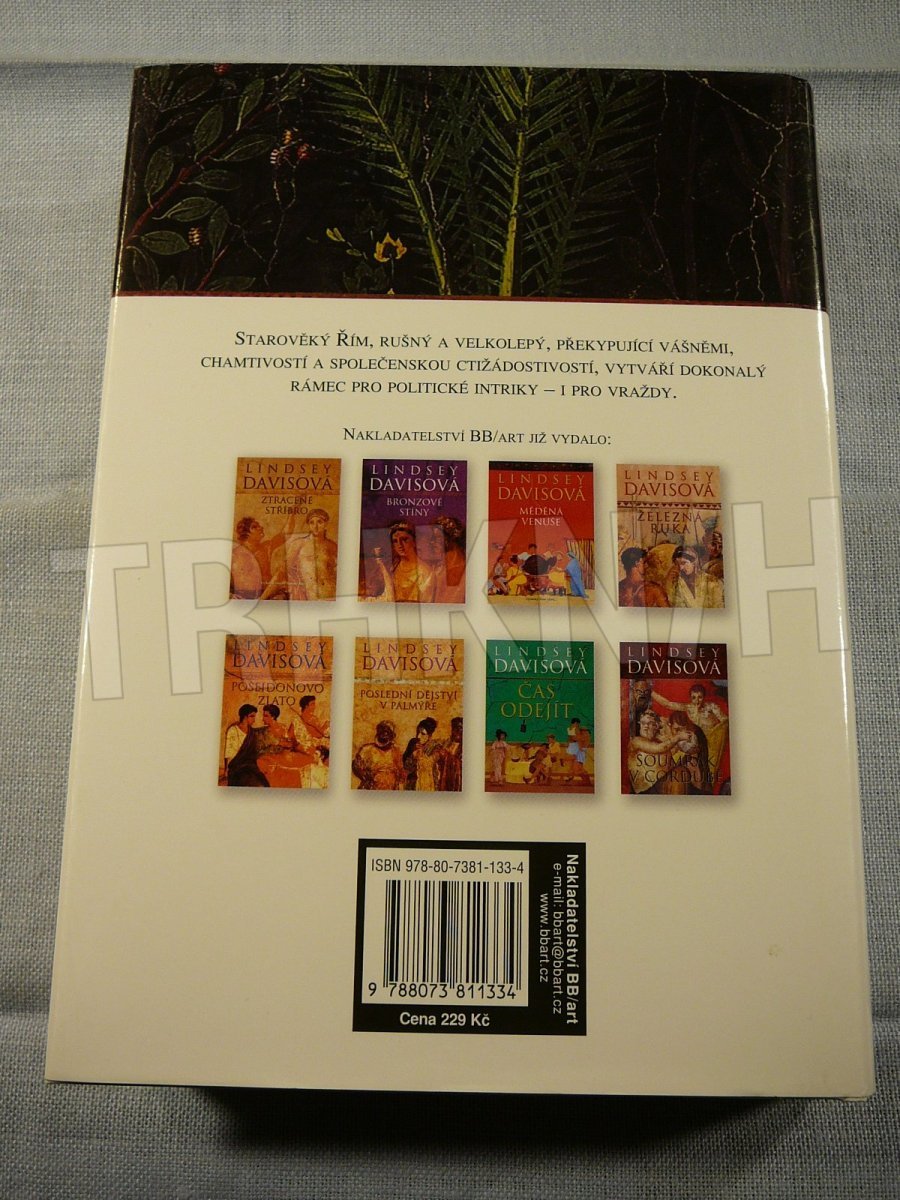 Starověký Řím, rušný a velkolepý, překypující vášněmi,
chamtivostí a společenskou ctižádostivostí, vytváří dokonalý
rámec pro politické intriky – i pro vraždy.
Nakladatelství BB/art již vydalo:
LINDSEY
DAVISOVÁ
ZTRACENÉ
STŘÍBRO
LINDSEY
DAVISOVÁ
BRONZOVÉ
STÍNY
LINDSEY
DAVISOVÁ
MĚDĚNÁ
VENUŠE
LINDSEY
DAVISOVÁ
ŽELEZNÁ
RUKA
LINDSEY
DAVISOVÁ
POSEIDONOVO
ZLATO
LINDSEY
DAVISOVÁ
POSLEDNÍ DĚJSTVÍ
V PALMÝŘE
LINDSEY
DAVISOVÁ
ČAS
ODEJÍT
LINDSEY
DAVISOVÁ
SOUMRAK
V CORDUBĚ
TRHKNIH
ISBN 978-80-7381-133-4
9 788073 811334
Cena 229 Kč
Nakladatelství BB/art
e-mail: bbart@bbart.cz
www.bbart.cz